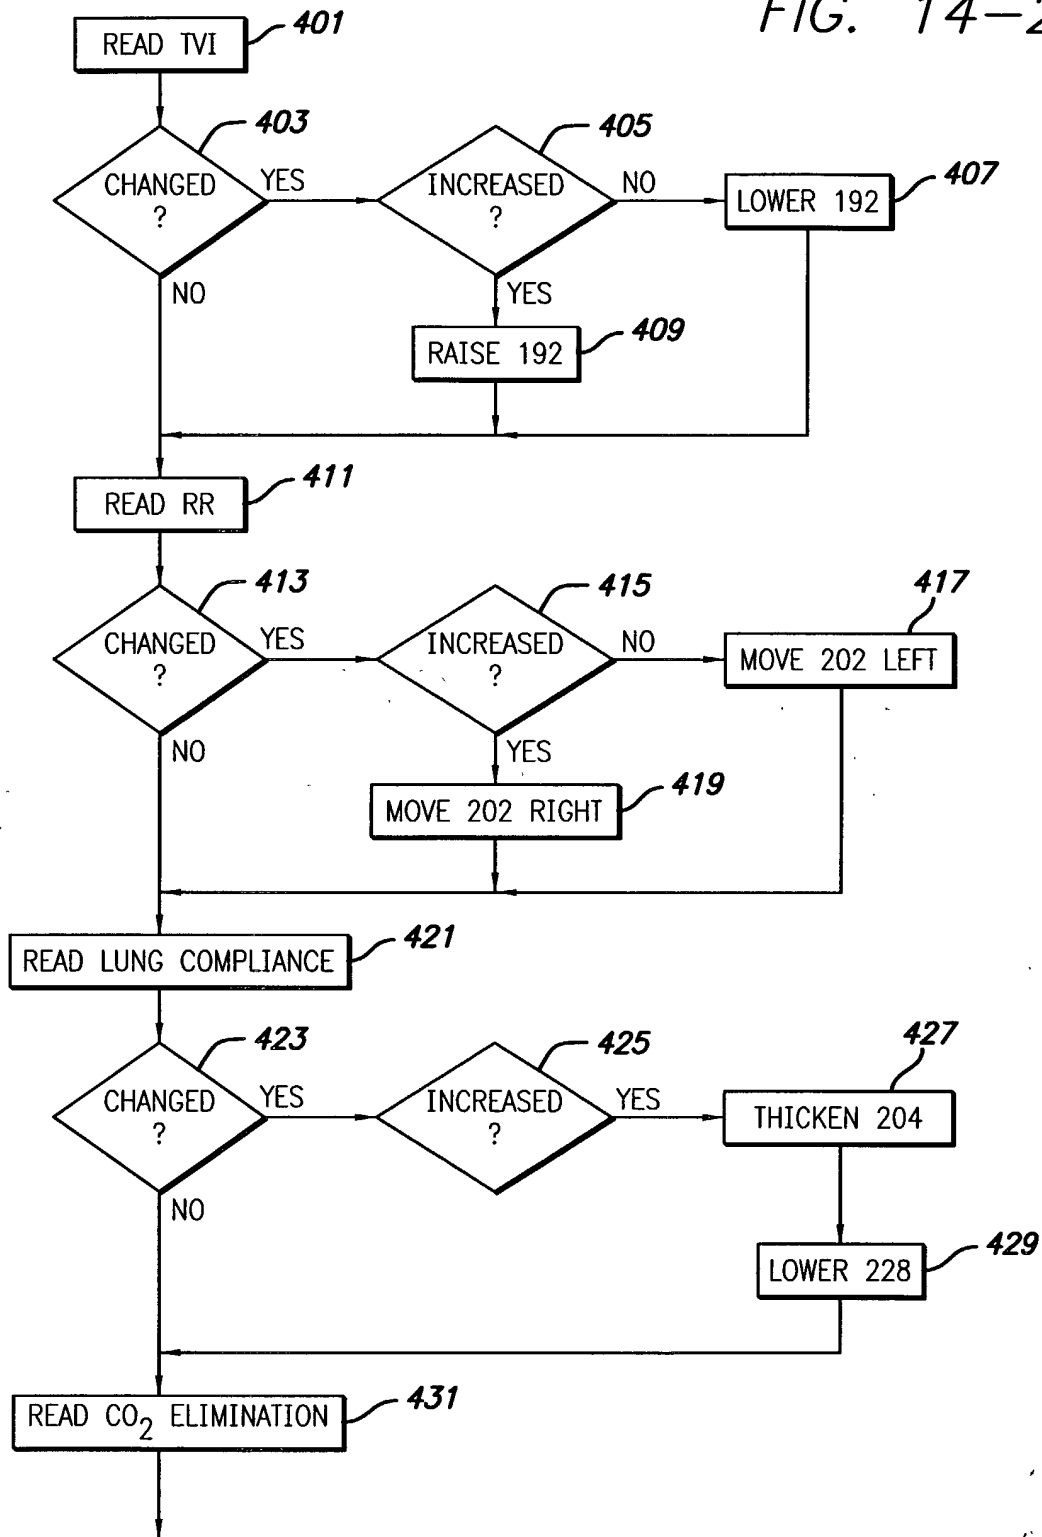 FIG. 14-2
READ TVI
401
CHANGED
?
403
YES
NO
INCREASED
?
405
NO
YES
LOWER 192
407
RAISE 192
409
READ RR
411
CHANGED
?
413
YES
NO
INCREASED
?
415
NO
YES
MOVE 202 LEFT
417
MOVE 202 RIGHT
419
READ LUNG COMPLIANCE
421
CHANGED
?
423
YES
NO
INCREASED
?
425
YES
THICKEN 204
427
LOWER 228
429
READ CO2 ELIMINATION
431